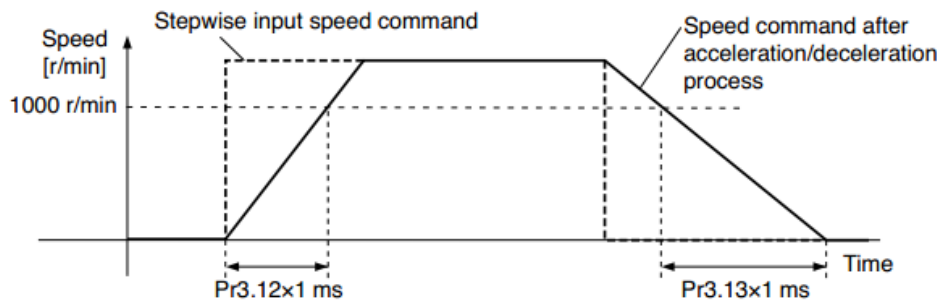 Stepwise input speed command
Speed
[r/min]
Speed command after
acceleration/deceleration
process
1000 r/min
Time
Pr3.12×1 ms
Pr3.13×1 ms